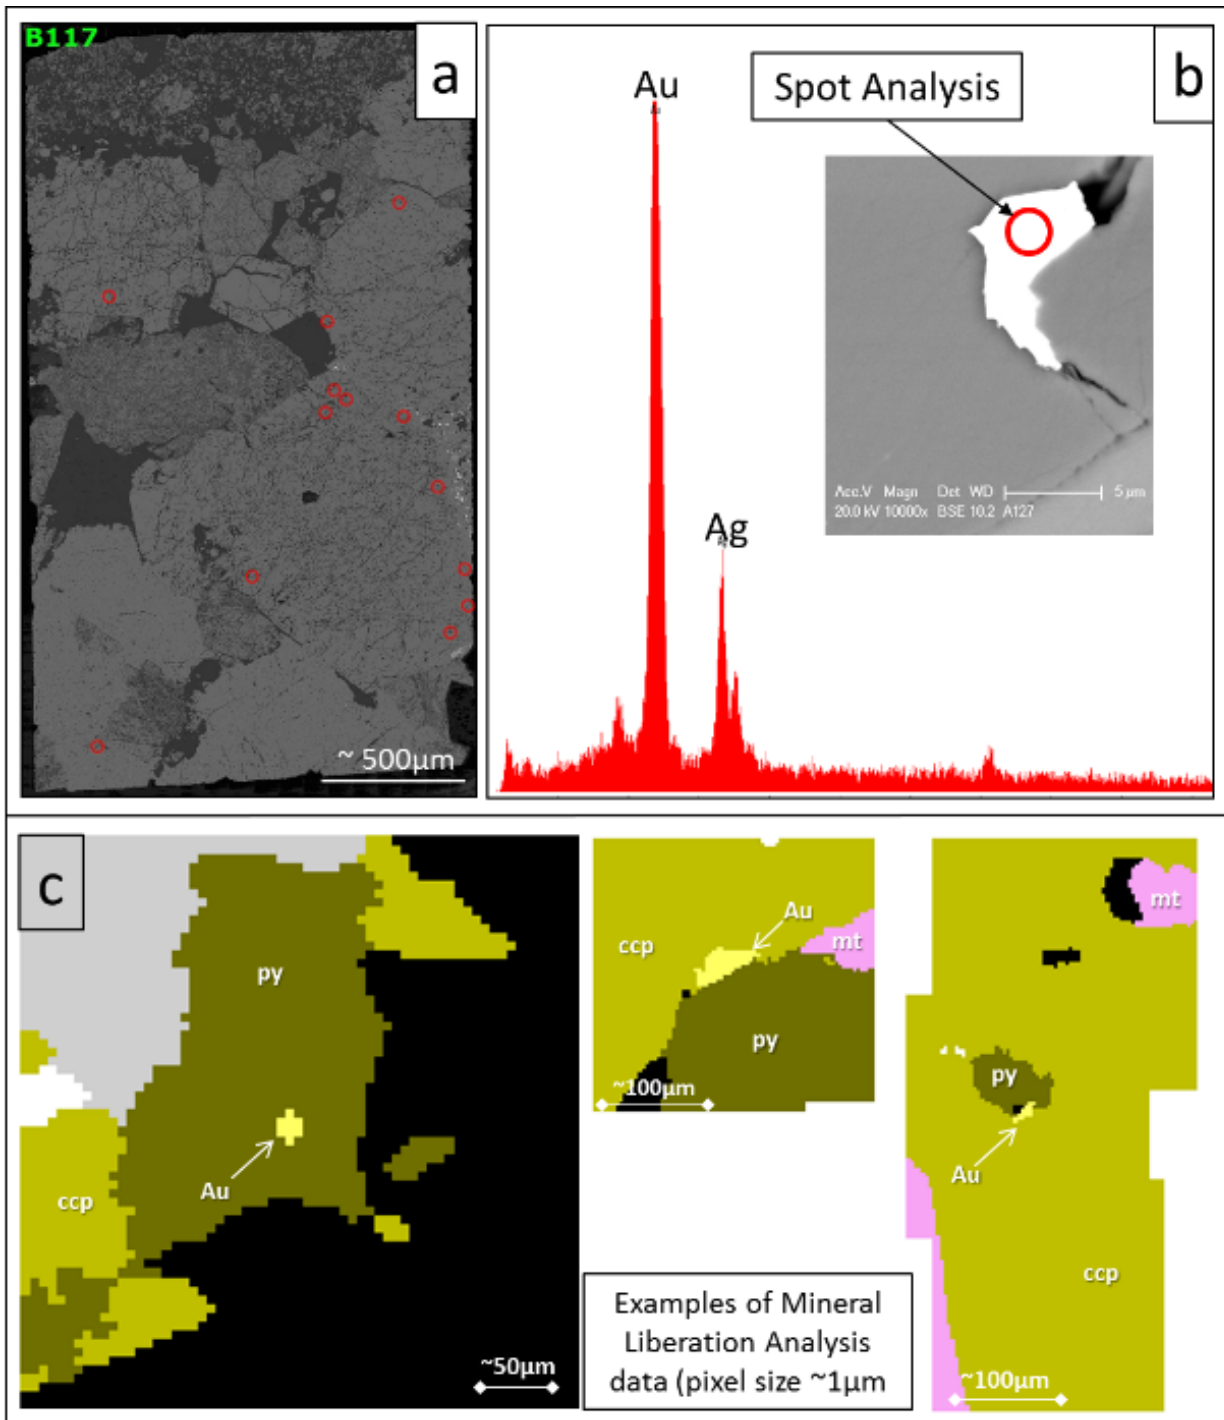 B117
a
~ 500µm
b
Spot Analysis
Au
Ag
Acc.V Magn Det WD 5 µm
20.0 kV 10000x BSE 10.2 A127
c
py
Au
ccp
~50µm
Au
ccp
mt
py
~100µm
mt
py
Au
ccp
~100µm
Examples of Mineral
Liberation Analysis
data (pixel size ~1µm